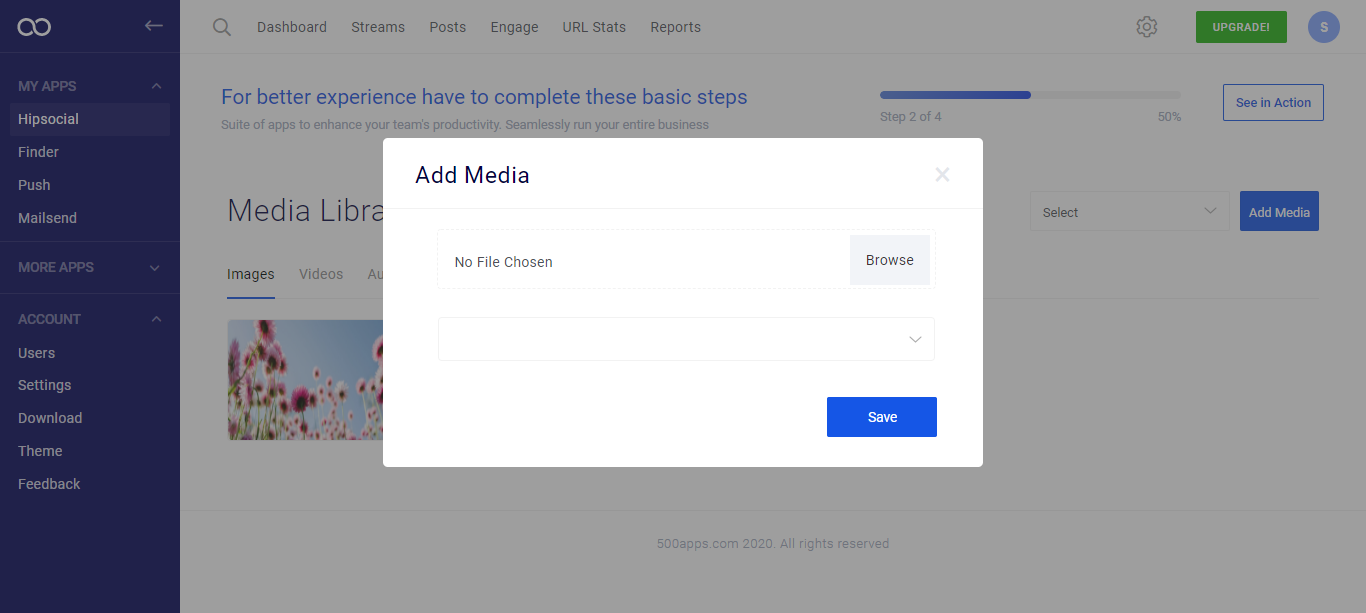 Dashboard Streams Posts Engage URL Stats Reports
UPGRADE!
S
MY APPS
Hipsocial
Finder
Push
Mailsend
MORE APPS
ACCOUNT
Users
Settings
Download
Theme
Feedback
For better experience have to complete these basic steps
Suite of apps to enhance your team's productivity. Seamlessly run your entire business
Step 2 of 4 50%
See in Action
Media Libra
Select
Add Media
Images Videos Au
Add Media
No File Chosen
Browse
Save
500apps.com 2020. All rights reserved